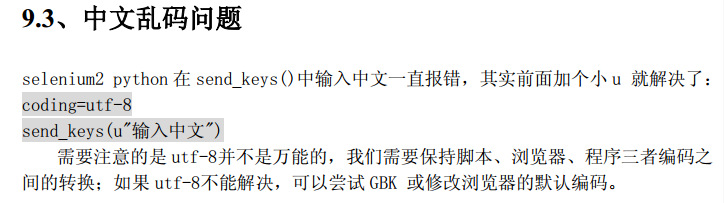 9.3、中文乱码问题
selenium2 python 在 send_keys()中输入中文一直报错，其实前面加个小 u 就解决了：
coding=utf-8
send_keys(u"输入中文")
需要注意的是 utf-8并不是万能的，我们需要保持脚本、浏览器、程序三者编码之
间的转换；如果 utf-8不能解决，可以尝试 GBK 或修改浏览器的默认编码。